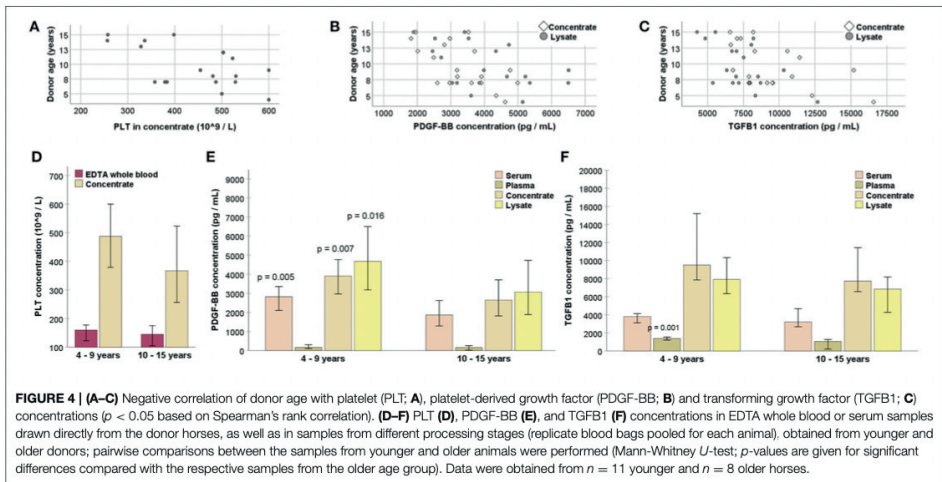 A
Donor age (years)
15
13
10
8
5
200
300
400
500
600
PLT in concentrate (10^9 / L)
B
Concentrate
Lysate
Donor age (years)
15
13
10
8
5
1000
2000
3000
4000
5000
6000
7000
PDGF-BB concentration (pg / mL)
C
Concentrate
Lysate
Donor age (years)
15
13
10
8
5
5000
7500
10000
12500
15000
17500
TGFB1 concentration (pg / mL)
D
EDTA whole blood
Concentrate
PLT concentration (10^9 / L)
700
600
500
400
300
200
100
4 - 9 years
10 - 15 years
E
Serum
Plasma
Concentrate
Lysate
PDGF-BB concentration (pg / mL)
9000
8000
7000
6000
5000
4000
3000
2000
1000
0
p = 0.005
p = 0.007
p = 0.016
4 - 9 years
10 - 15 years
F
Serum
Plasma
Concentrate
Lysate
TGFB1 concentration (pg / mL)
20000
18000
16000
14000
12000
10000
8000
6000
4000
2000
0
p = 0.001
4 - 9 years
10 - 15 years
FIGURE 4 | (A–C) Negative correlation of donor age with platelet (PLT; A), platelet-derived growth factor (PDGF-BB; B) and transforming growth factor (TGFB1; C)
concentrations (p < 0.05 based on Spearman's rank correlation). (D–F) PLT (D), PDGF-BB (E), and TGFB1 (F) concentrations in EDTA whole blood or serum samples
drawn directly from the donor horses, as well as in samples from different processing stages (replicate blood bags pooled for each animal), obtained from younger and
older donors; pairwise comparisons between the samples from younger and older animals were performed (Mann-Whitney U-test; p-values are given for significant
differences compared with the respective samples from the older age group). Data were obtained from n = 11 younger and n = 8 older horses.